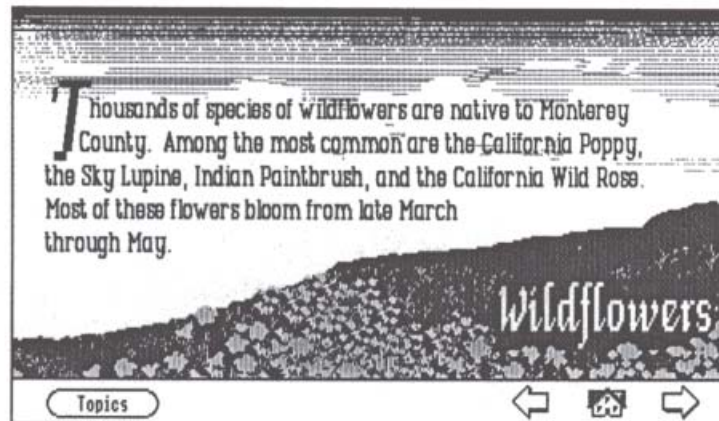 Thousands of species of wildflowers are native to Monterey
County. Among the most common are the California Poppy,
the Sky Lupine, Indian Paintbrush, and the California Wild Rose.
Most of these flowers bloom from late March
through May.
Wildflowers
Topics